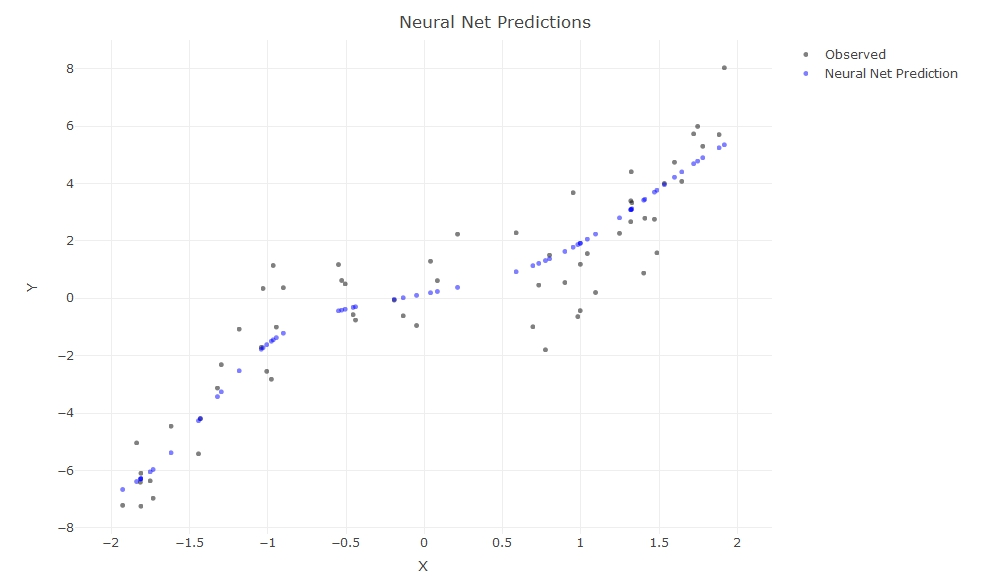 Neural Net Predictions
Observed
Neural Net Prediction
8
6
4
2
0
−2
−4
−6
−8
Y
−2 −1.5 −1 −0.5 0 0.5 1 1.5 2
X